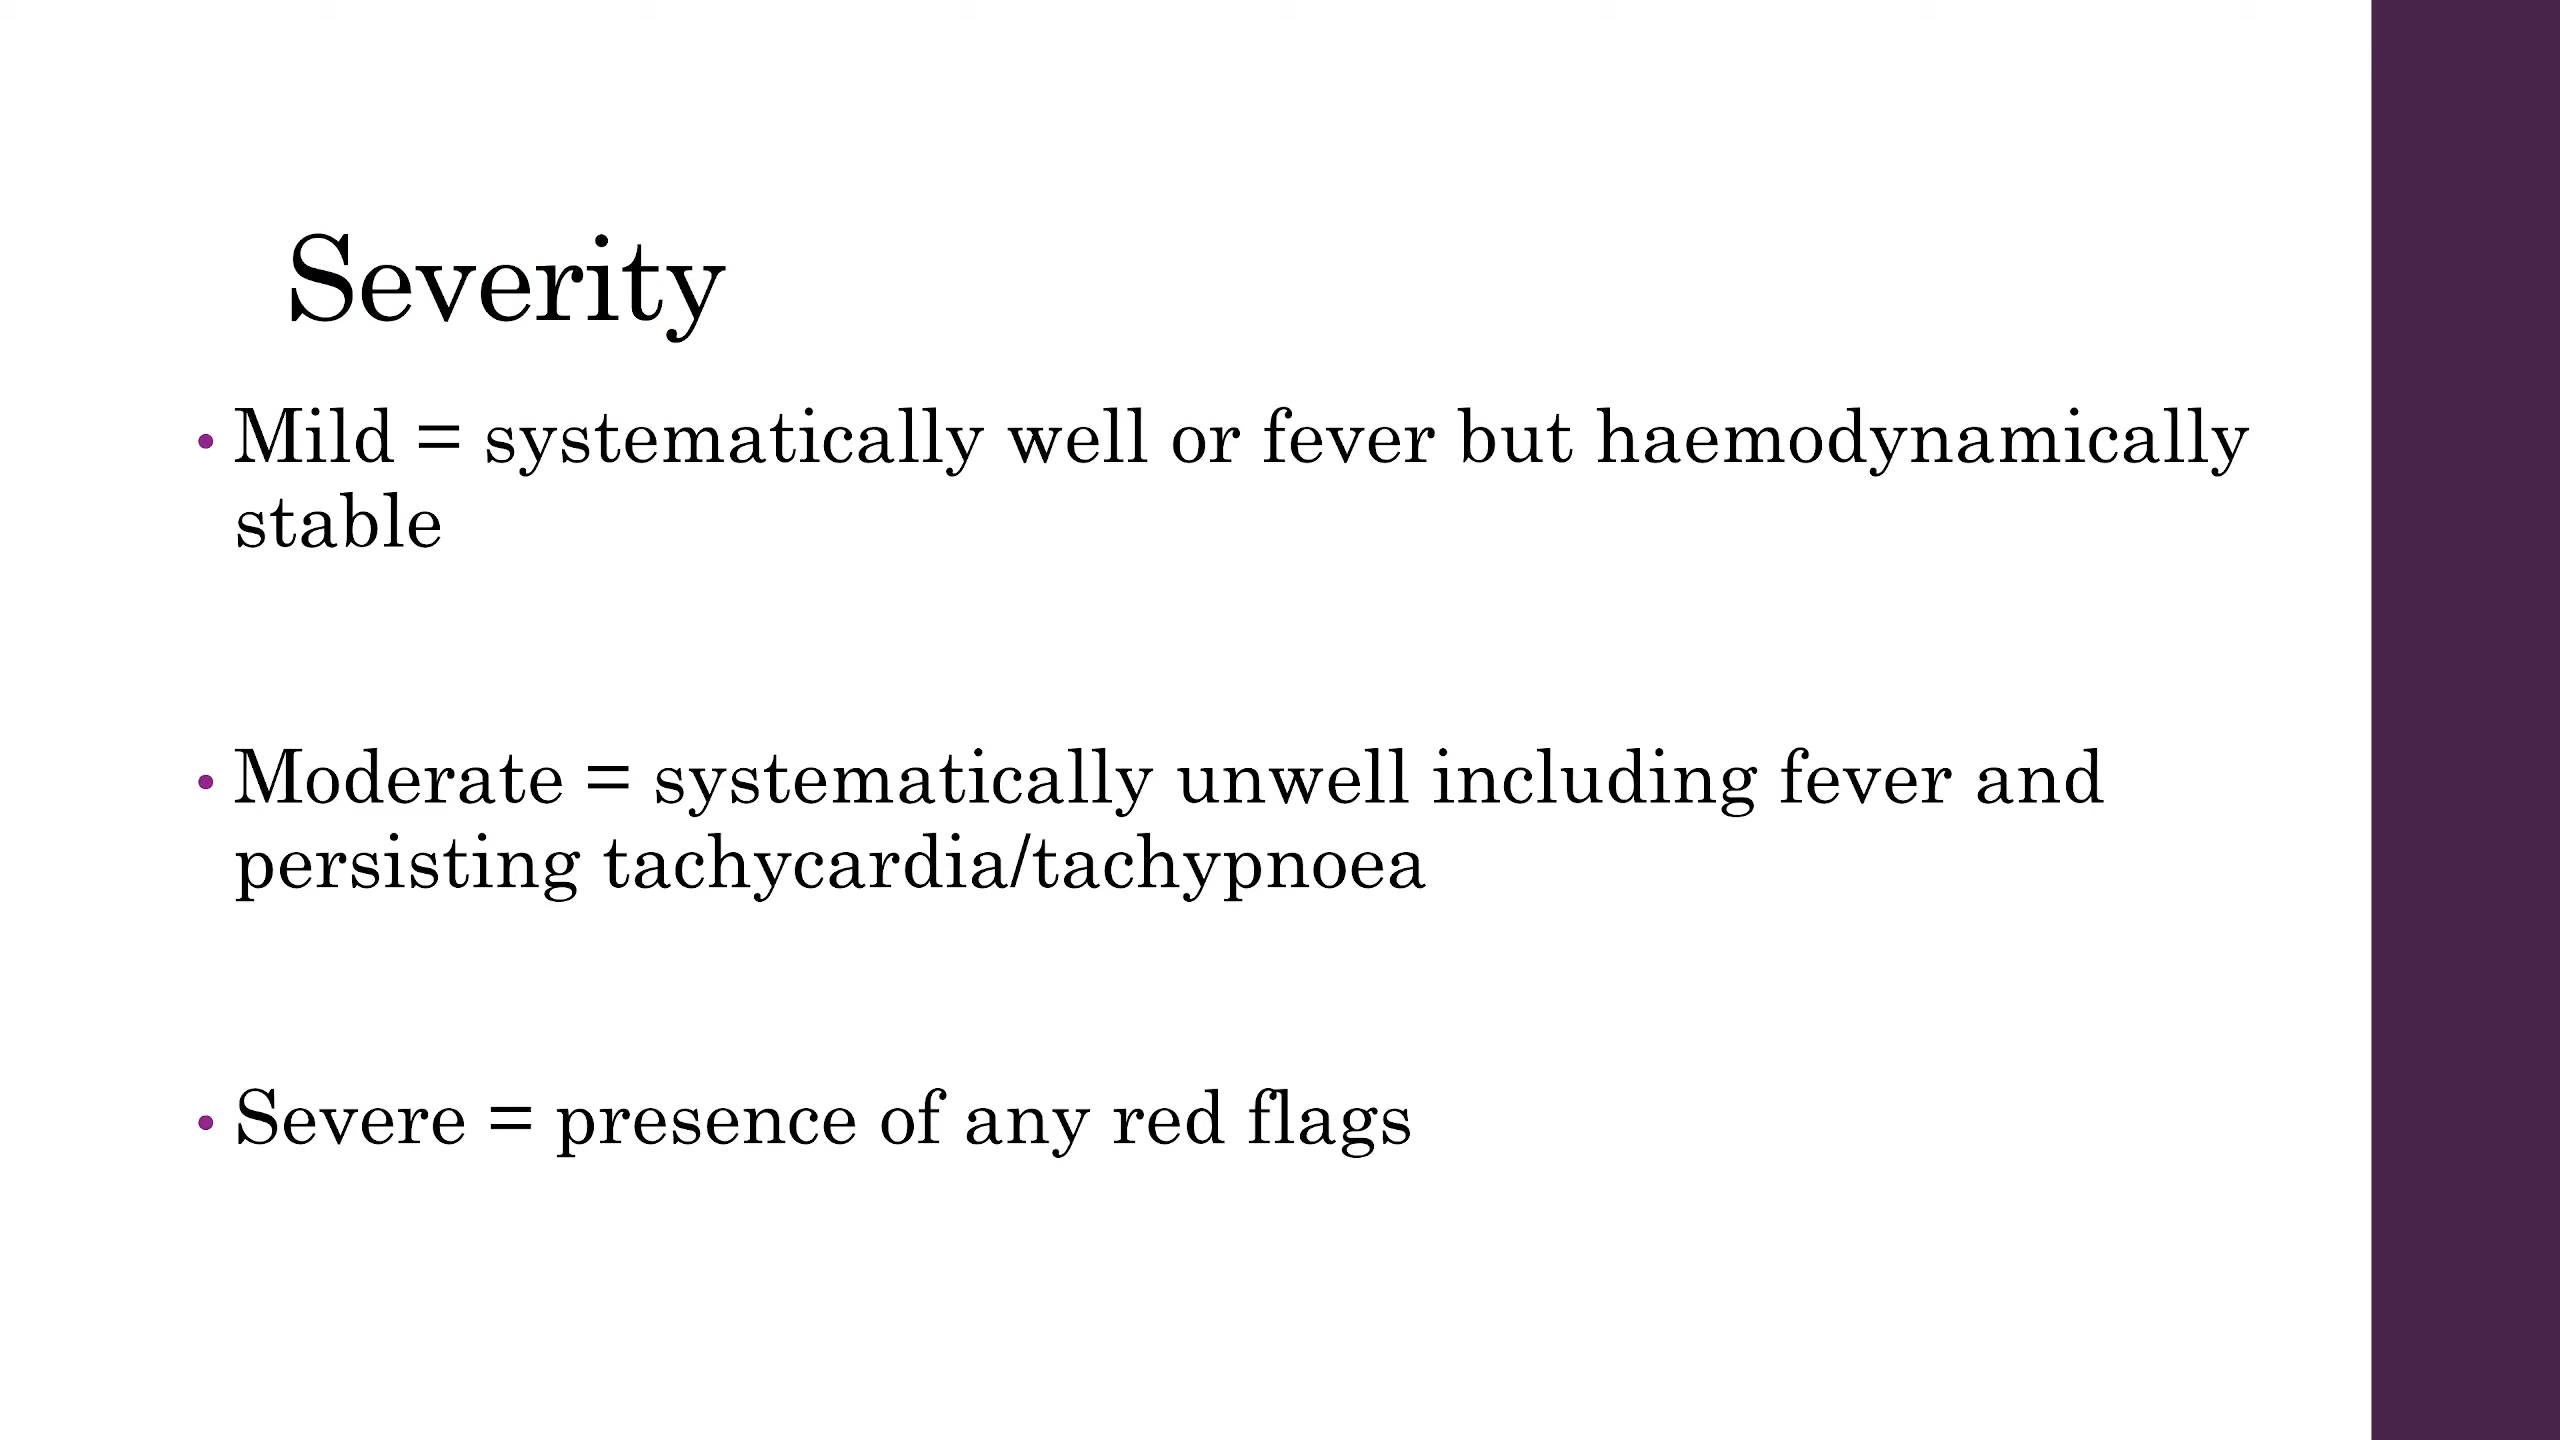 Severity
• Mild = systematically well or fever but haemodynamically
stable
• Moderate = systematically unwell including fever and
persisting tachycardia/tachypnoea
• Severe = presence of any red flags